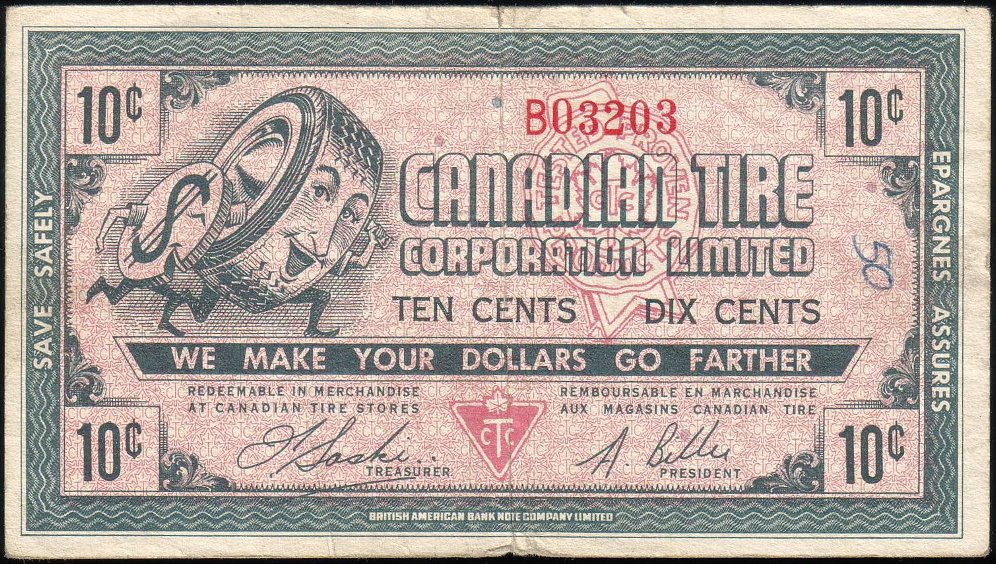 10¢
10¢
B03203
CANADIAN TIRE
CORPORATION LIMITED
TEN CENTS DIX CENTS
50
SAVE SAFELY
EPARGNES ASSURES
WE MAKE YOUR DOLLARS GO FARTHER
REDEEMABLE IN MERCHANDISE
AT CANADIAN TIRE STORES
REMBOURSABLE EN MARCHANDISE
AUX MAGASINS CANADIAN TIRE
CTC
TREASURER
A. Billes
PRESIDENT
10¢
10¢
BRITISH AMERICAN BANK NOTE COMPANY LIMITED